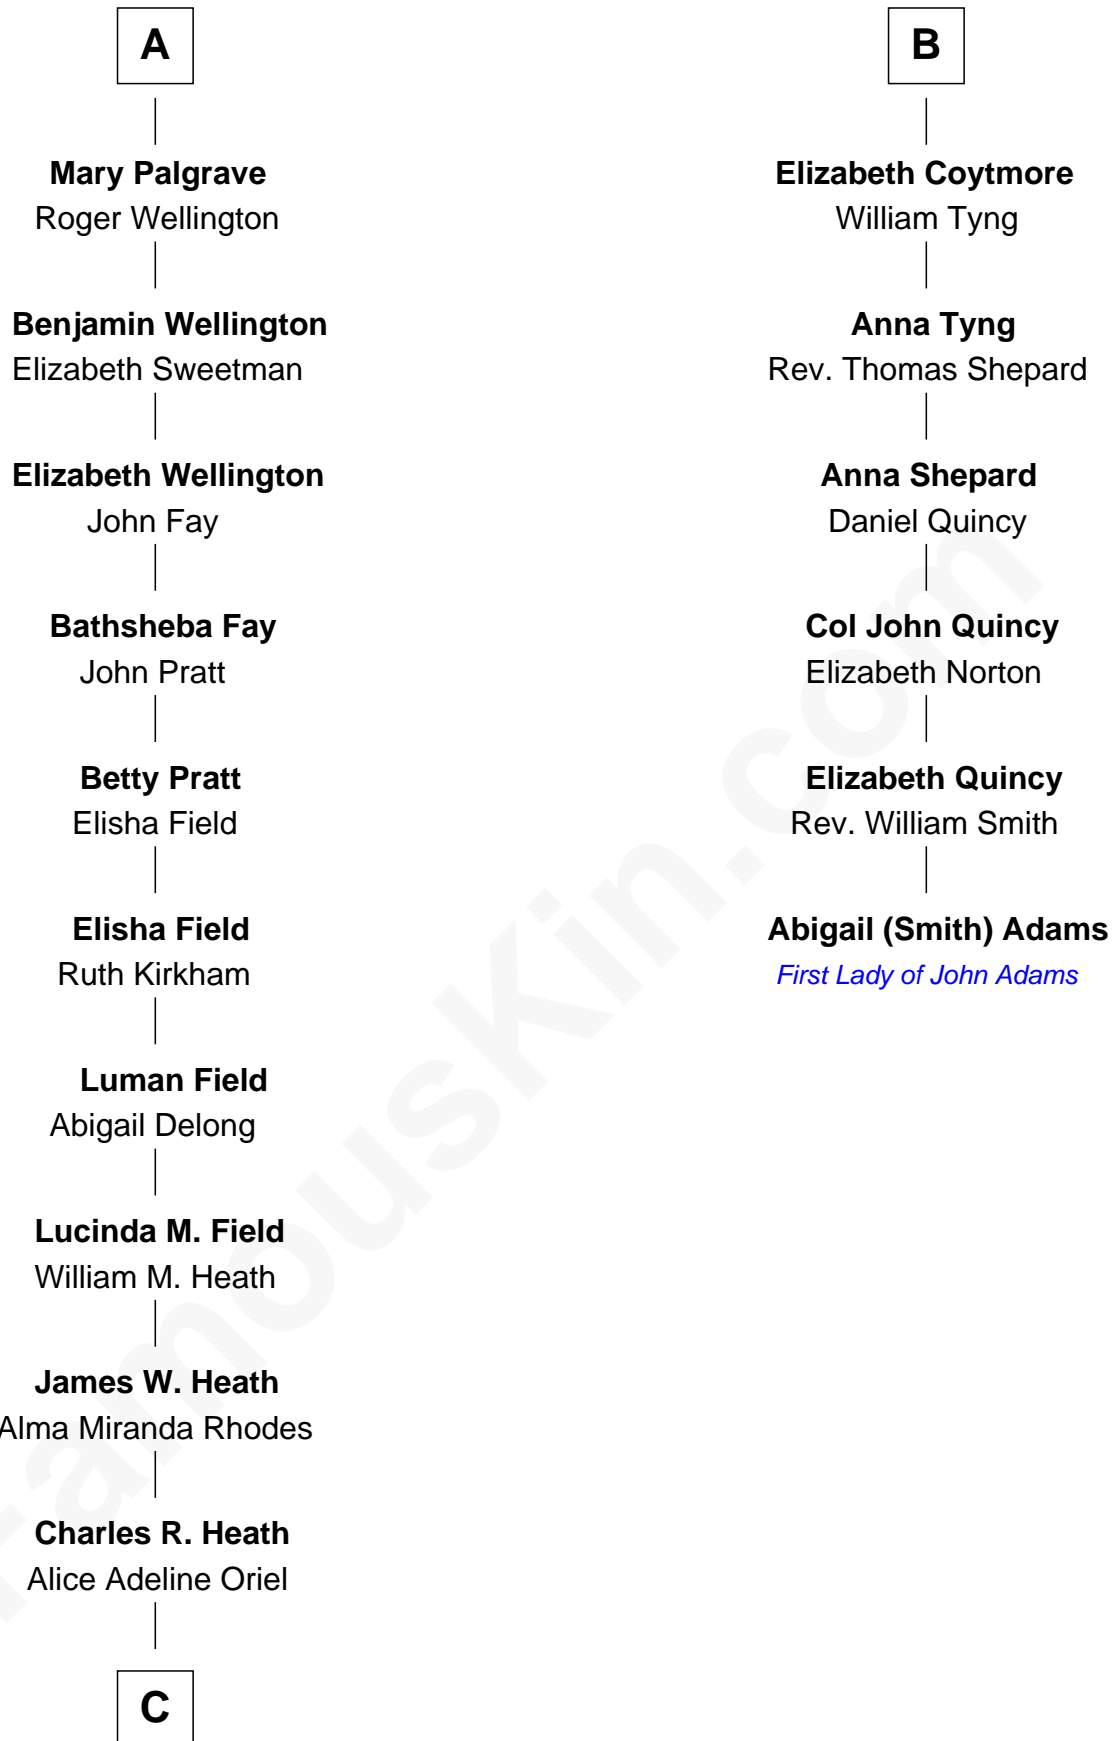 A
Mary Palgrave
Roger Wellington
Benjamin Wellington
Elizabeth Sweetman
Elizabeth Wellington
John Fay
Bathsheba Fay
John Pratt
Betty Pratt
Elisha Field
Elisha Field
Ruth Kirkham
Luman Field
Abigail Delong
Lucinda M. Field
William M. Heath
James W. Heath
Alma Miranda Rhodes
Charles R. Heath
Alice Adeline Oriel
C
B
Elizabeth Coytmore
William Tyng
Anna Tyng
Rev. Thomas Shepard
Anna Shepard
Daniel Quincy
Col John Quincy
Elizabeth Norton
Elizabeth Quincy
Rev. William Smith
Abigail (Smith) Adams
First Lady of John Adams
FamousKin.com